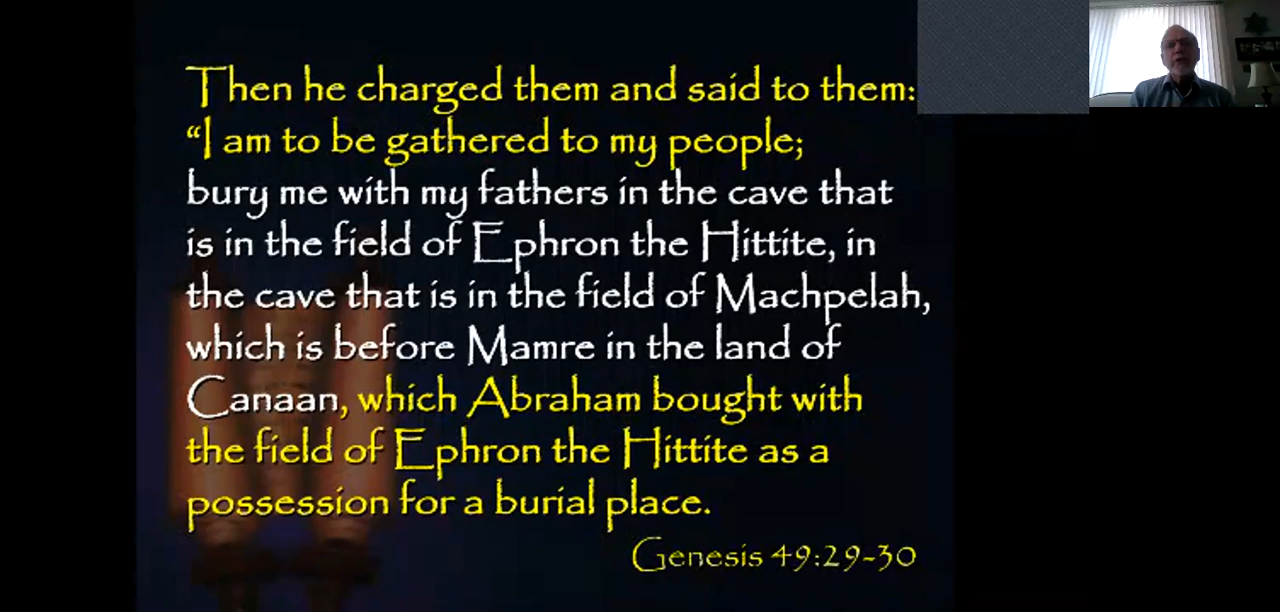 Then he charged them and said to them:
“I am to be gathered to my people;
bury me with my fathers in the cave that
is in the field of Ephron the Hittite, in
the cave that is in the field of Machpelah,
which is before Mamre in the land of
Canaan, which Abraham bought with
the field of Ephron the Hittite as a
possession for a burial place.
Genesis 49:29-30